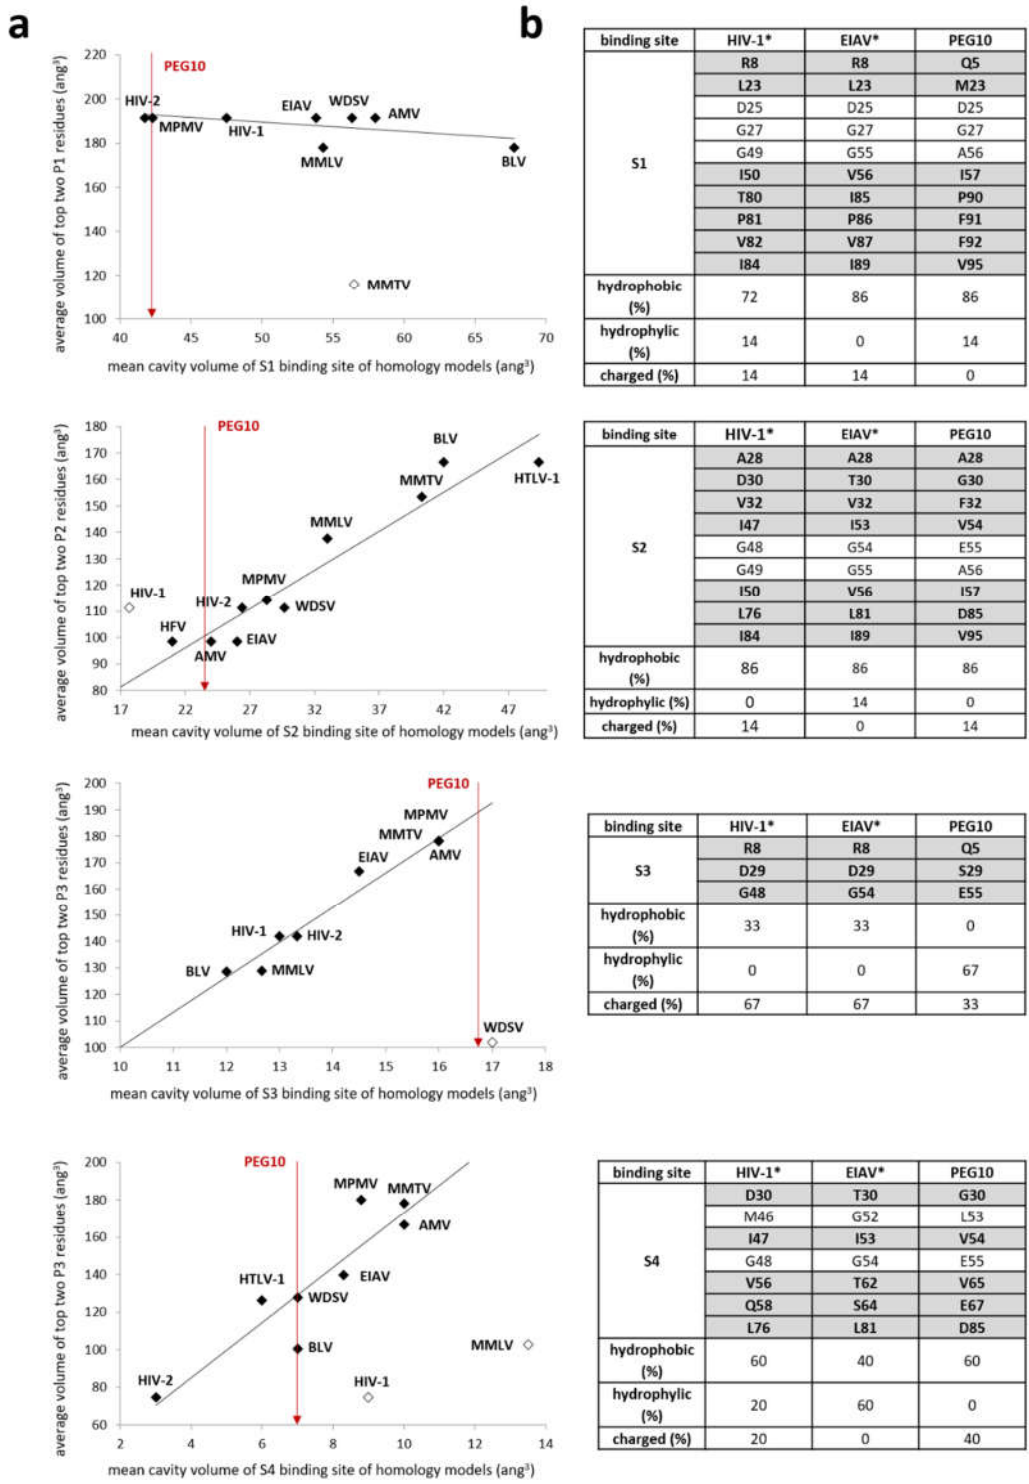 a
220
200
180
160
140
120
100
40
45
50
55
60
65
70
average volume of top two P1 residues (ang³)
mean cavity volume of S1 binding site of homology models (ang³)
PEG10
HIV-2
MPMV
HIV-1
EIAV
WDSV
AMV
MMLV
BLV
MMTV
180
170
160
150
140
130
120
110
100
90
80
17
22
27
32
37
42
47
average volume of top two P2 residues (ang³)
mean cavity volume of S2 binding site of homology models (ang³)
PEG10
BLV
HTLV-1
MMTV
MMLV
MPMV
HIV-1
HIV-2
WDSV
HFV
AMV
EIAV
200
190
180
170
160
150
140
130
120
110
100
10
11
12
13
14
15
16
17
18
average volume of top two P3 residues (ang³)
mean cavity volume of S3 binding site of homology models (ang³)
PEG10
MPMV
MMTV
AMV
EIAV
HIV-1
HIV-2
BLV
MMLV
WDSV
200
180
160
140
120
100
80
60
2
4
6
8
10
12
14
average volume of top two P3 residues (ang³)
mean cavity volume of S4 binding site of homology models (ang³)
PEG10
MPMV
MMTV
AMV
HTLV-1
EIAV
WDSV
BLV
MMLV
HIV-2
HIV-1
b
binding site HIV-1* EIAV* PEG10
S1
R8 R8 Q5
L23 L23 M23
D25 D25 D25
G27 G27 G27
G49 G55 A56
I50 V56 I57
T80 I85 P90
P81 P86 F91
V82 V87 F92
I84 I89 V95
hydrophobic
(%) 72 86 86
hydrophylic
(%) 14 0 14
charged (%) 14 14 0
binding site HIV-1* EIAV* PEG10
S2
A28 A28 A28
D30 T30 G30
V32 V32 F32
I47 I53 V54
G48 G54 E55
G49 G55 A56
I50 V56 I57
L76 L81 D85
I84 I89 V95
hydrophobic
(%) 86 86 86
hydrophylic (%) 0 14 0
charged (%) 14 0 14
binding site HIV-1* EIAV* PEG10
S3
R8 R8 Q5
D29 D29 S29
G48 G54 E55
hydrophobic
(%) 33 33 0
hydrophylic
(%) 0 0 67
charged (%) 67 67 33
binding site HIV-1* EIAV* PEG10
S4
D30 T30 G30
M46 G52 L53
I47 I53 V54
G48 G54 E55
V56 T62 V65
Q58 S64 E67
L76 L81 D85
hydrophobic
(%) 60 40 60
hydrophylic
(%) 20 60 0
charged (%) 20 0 40